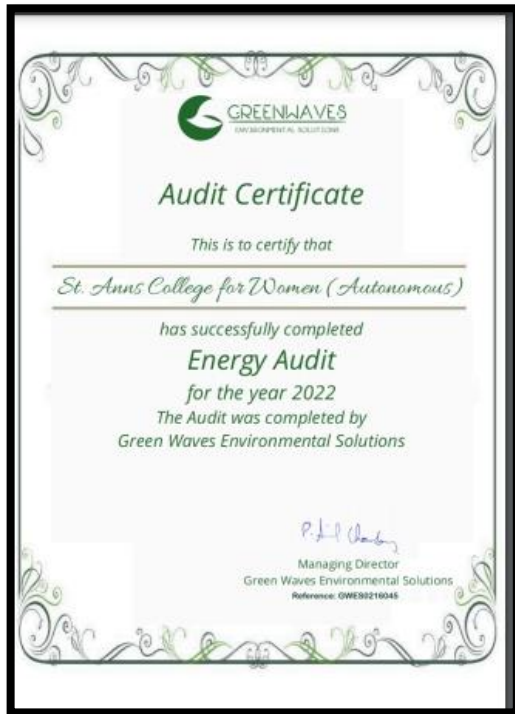 GREENWAVES
ENVIRONMENTAL SOLUTIONS
Audit Certificate
This is to certify that
St. Anns College for Women (Autonomous)
has successfully completed
Energy Audit
for the year 2022
The Audit was completed by
Green Waves Environmental Solutions
Managing Director
Green Waves Environmental Solutions
Reference: GWES0216045